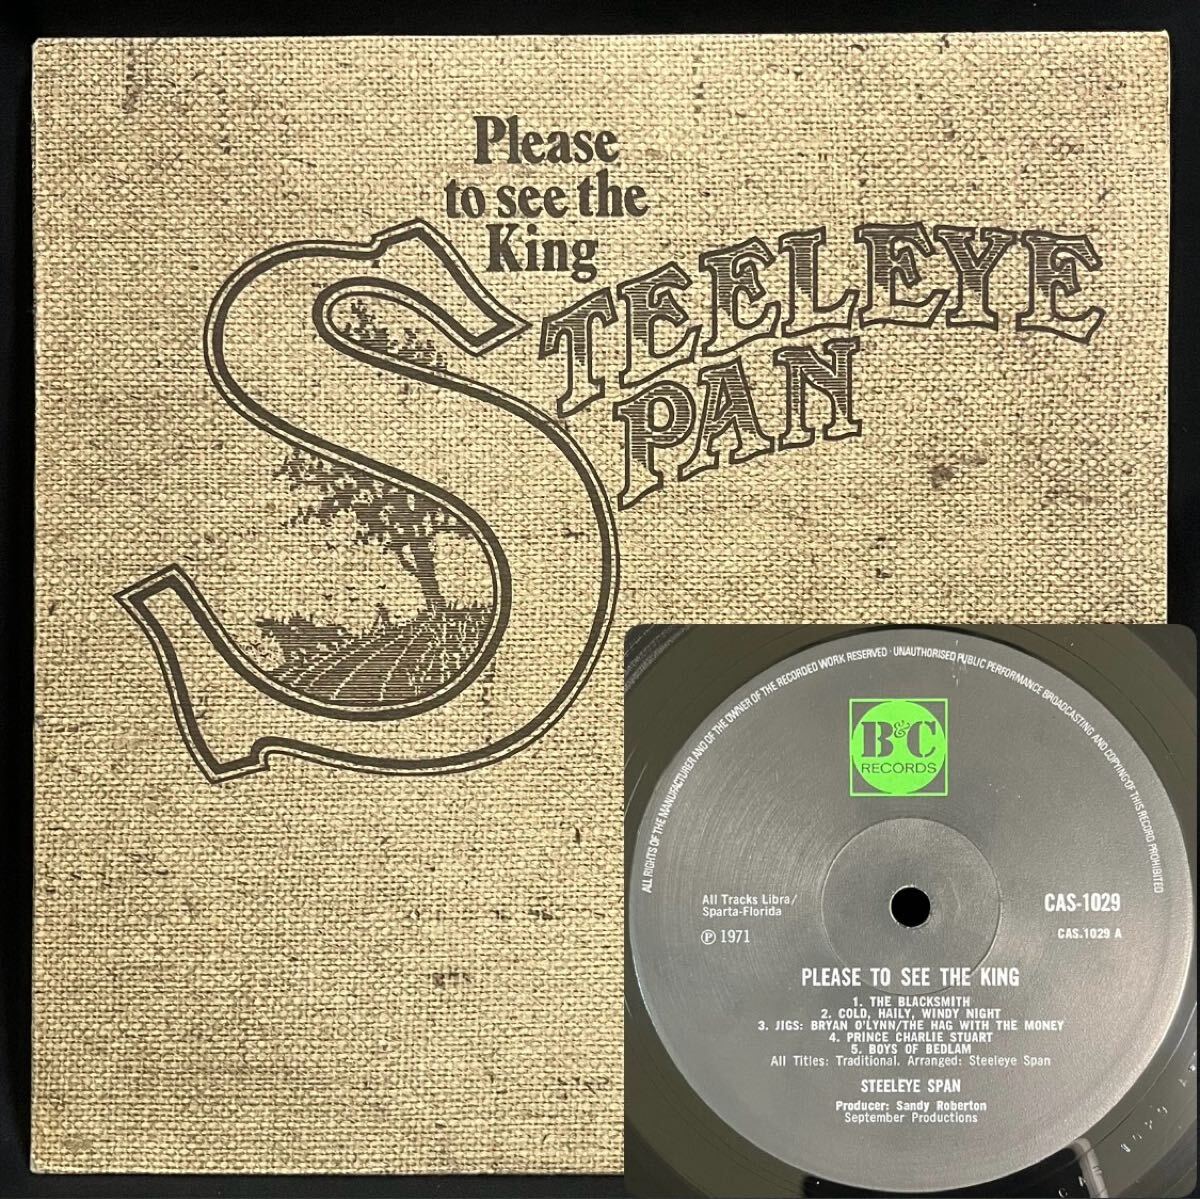 Please
to see the
King
STEELEYE
SPAN
ALL RIGHTS OF THE MANUFACTURER AND OF THE OWNER OF THE RECORDED WORK RESERVED · UNAUTHORISED PUBLIC PERFORMANCE BROADCASTING AND COPYING OF THIS RECORD PROHIBITED
B&C
RECORDS
All Tracks Libra/
Sparta-Florida
℗ 1971
CAS-1029
CAS.1029 A
PLEASE TO SEE THE KING
1. THE BLACKSMITH
2. COLD, HAILY, WINDY NIGHT
3. JIGS: BRYAN O'LYNN/THE HAG WITH THE MONEY
4. PRINCE CHARLIE STUART
5. BOYS OF BEDLAM
All Titles: Traditional. Arranged: Steeleye Span
STEELEYE SPAN
Producer: Sandy Roberton
September Productions